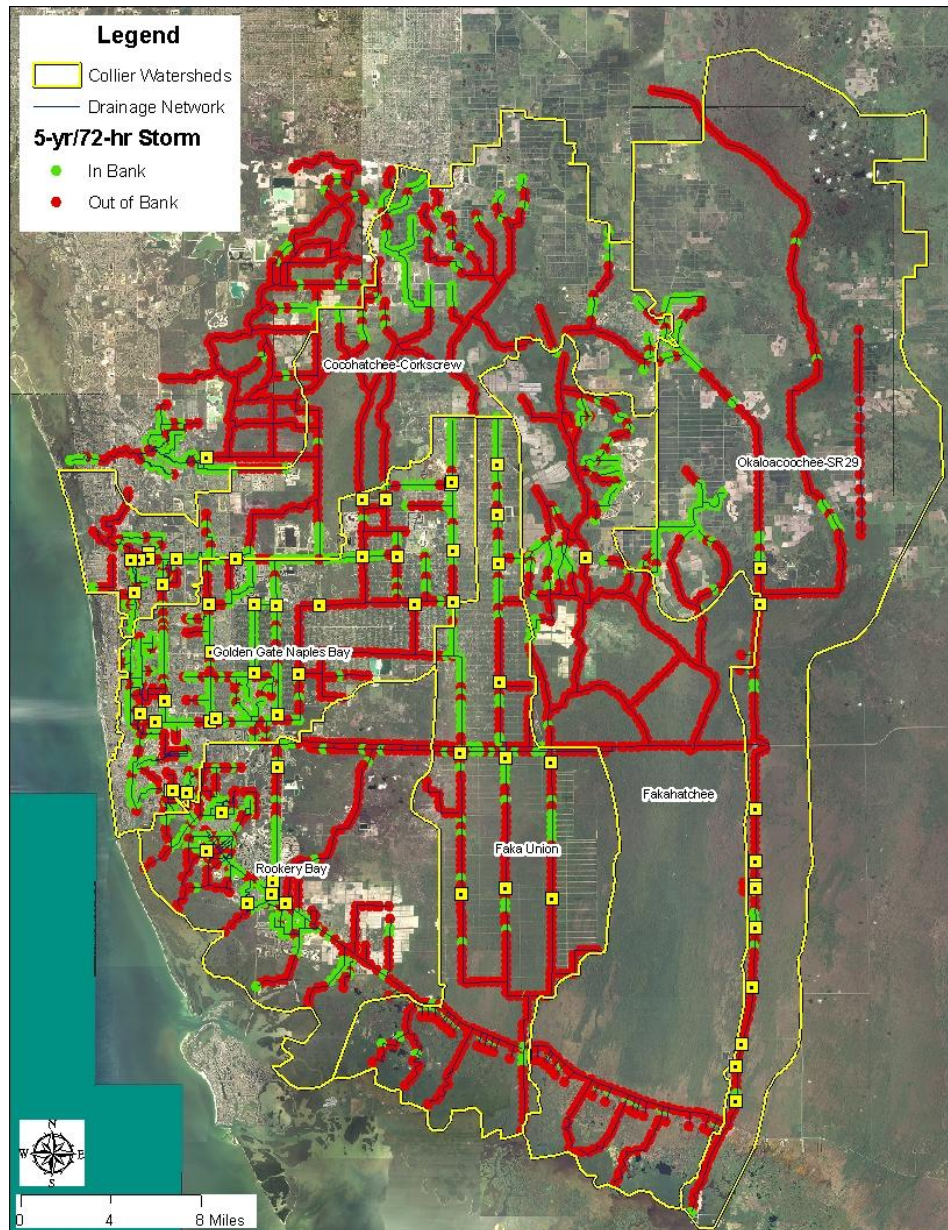 Legend
Collier Watersheds
Drainage Network
5-yr/72-hr Storm
In Bank
Out of Bank
Cocohatchee-Corkscrew
Okaloacoochee-SR29
Golden Gate Naples Bay
Fakahatchee
Faka Union
Rookery Bay
N
W E
S
0 4 8 Miles